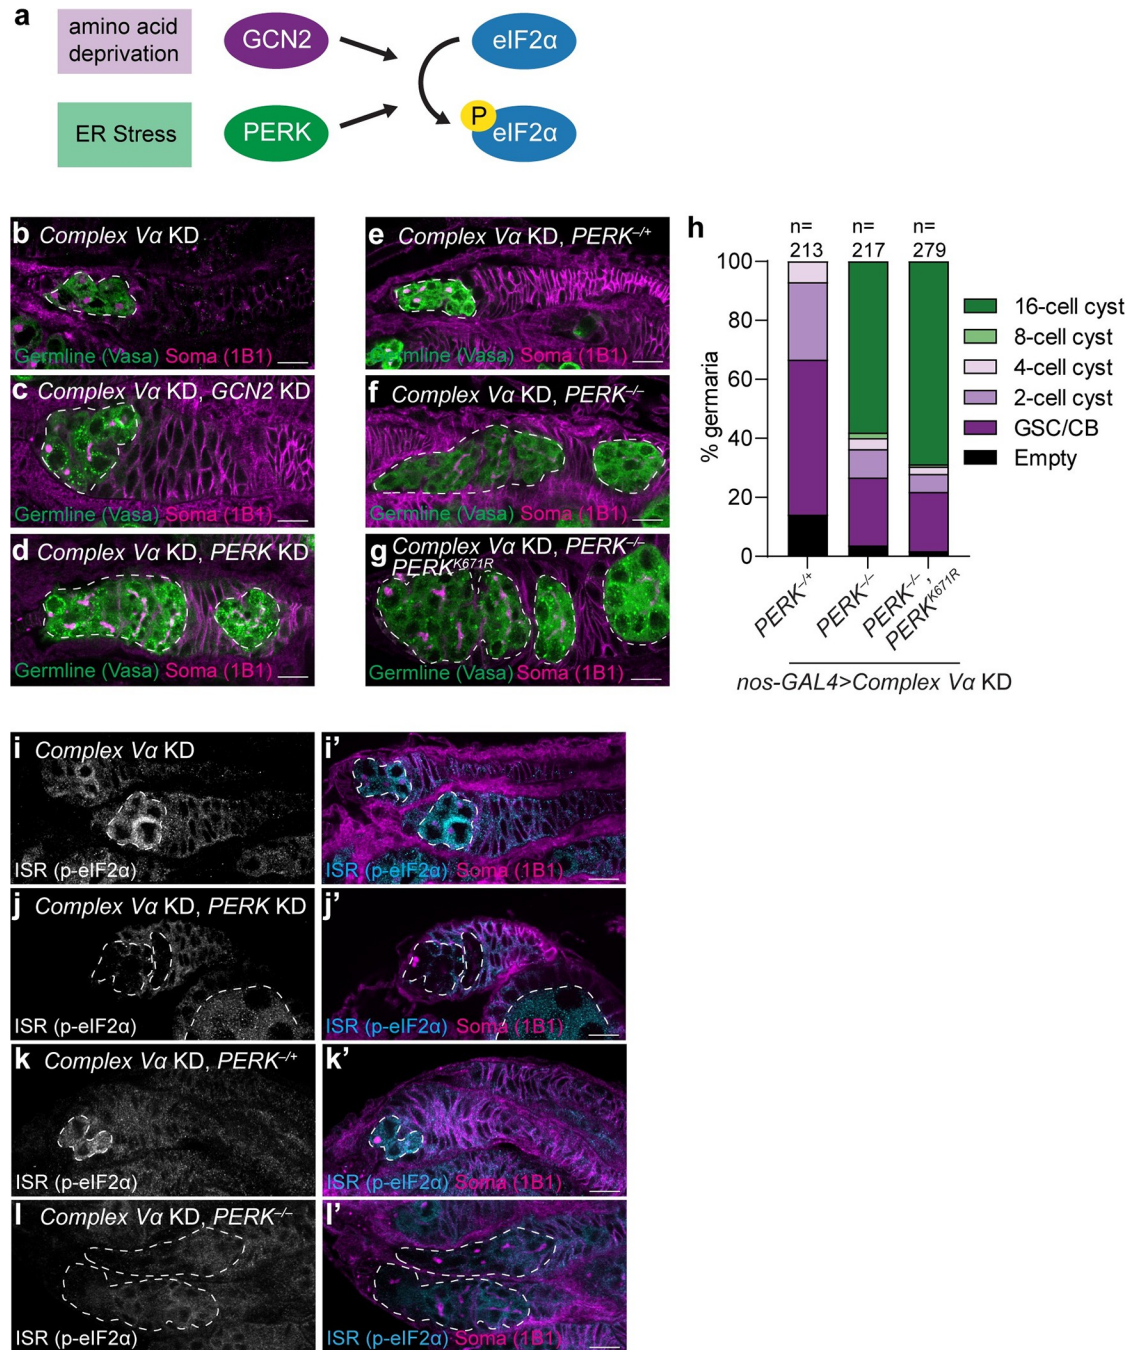 a
amino acid
deprivation
GCN2
eIF2α
ER Stress
PERK
P
eIF2α
b Complex Vα KD
Germline (Vasa) Soma (1B1)
c Complex Vα KD, GCN2 KD
Germline (Vasa) Soma (1B1)
d Complex Vα KD, PERK KD
Germline (Vasa) Soma (1B1)
e Complex Vα KD, PERK–/+
mline (Vasa) Soma (1B1)
f Complex Vα KD, PERK–/–
Germline (Vasa) Soma (1B1)
g Complex Vα KD, PERK–/–
PERKK671R
Germline (Vasa) Soma (1B1)
h
n= n= n=
213 217 279
100
80
60
40
20
0
% germaria
16-cell cyst
8-cell cyst
4-cell cyst
2-cell cyst
GSC/CB
Empty
PERK–/+
PERK–/–
PERK–/–,
PERKK671R
nos-GAL4>Complex Vα KD
i Complex Vα KD
ISR (p-eIF2α)
i’
ISR (p-eIF2α) Soma (1B1)
j Complex Vα KD, PERK KD
ISR (p-eIF2α)
j’
ISR (p-eIF2α) Soma (1B1)
k Complex Vα KD, PERK–/+
ISR (p-eIF2α)
k’
ISR (p-eIF2α) Soma (1B1)
l Complex Vα KD, PERK–/–
ISR (p-eIF2α)
l’
ISR (p-eIF2α) Soma (1B1)